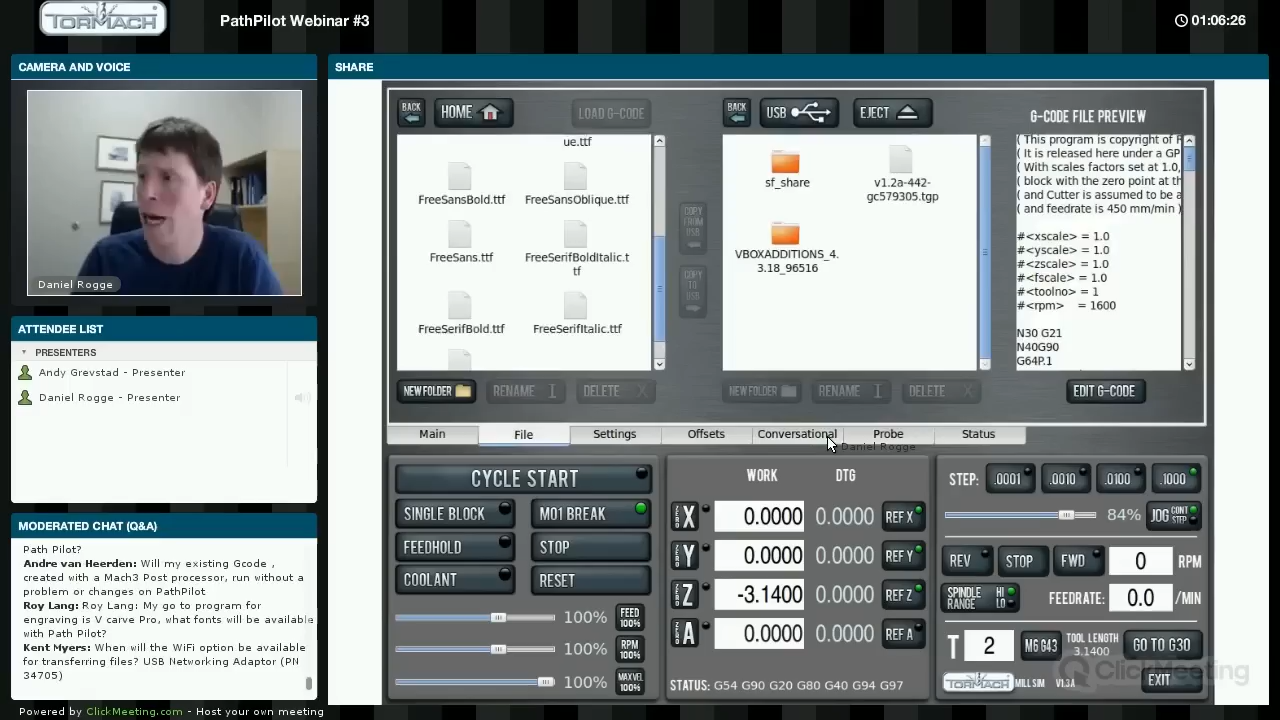 TORMACH
PathPilot Webinar #3
01:06:26
CAMERA AND VOICE
Daniel Rogge
ATTENDEE LIST
PRESENTERS
Andy Grevstad - Presenter
Daniel Rogge - Presenter
MODERATED CHAT (Q&A)
Path Pilot?
Andre van Heerden: Will my existing Gcode ,
created with a Mach3 Post processor, run without a
problem or changes on PathPilot
Roy Lang: Roy Lang: My go to program for
engraving is V carve Pro, what fonts will be available
with Path Pilot?
Kent Myers: When will the WiFi option be available
for transferring files? USB Networking Adaptor (PN
34705)
Powered by ClickMeeting.com - Host your own meeting
SHARE
BACK
HOME
LOAD G-CODE
ue.ttf
FreeSansBold.ttf
FreeSansOblique.ttf
FreeSans.ttf
FreeSerifBoldItalic.t
tf
FreeSerifBold.ttf
FreeSerifItalic.ttf
NEW FOLDER
RENAME
DELETE
COPY FROM USB
COPY TO USB
BACK
USB
EJECT
sf_share
v1.2a-442-
gc579305.tgp
VBOXADDITIONS_4.
3.18_96516
NEW FOLDER
RENAME
DELETE
G-CODE FILE PREVIEW
( This program is copyright of F
( It is released here under a GP
( With scales factors set at 1.0,
( block with the zero point at th
( and Cutter is assumed to be a
( and feedrate is 450 mm/min )
#<xscale> = 1.0
#<yscale> = 1.0
#<zscale> = 1.0
#<fscale> = 1.0
#<toolno> = 1
#<rpm> = 1600
N30 G21
N40G90
G64P.1
EDIT G-CODE
Main
File
Settings
Offsets
Conversational
Probe
Status
Daniel Rogge
CYCLE START
SINGLE BLOCK
M01 BREAK
FEEDHOLD
STOP
COOLANT
RESET
100%
FEED 100%
100%
RPM 100%
100%
MAXVEL 100%
WORK
DTG
ZERO X
0.0000
0.0000
REF X
ZERO Y
0.0000
0.0000
REF Y
ZERO Z
-3.1400
0.0000
REF Z
ZERO A
0.0000
0.0000
REF A
STATUS: G54 G90 G20 G80 G40 G94 G97
STEP:
.0001
.0010
.0100
.1000
84%
JOG CONT STEP
REV
STOP
FWD
0
RPM
SPINDLE RANGE HI LO
FEEDRATE:
0.0
/MIN
T
2
M6 G43
TOOL LENGTH
3.1400
GO TO G30
TORMACH
MILL SIM
V1.3A
EXIT
ClickMeeting